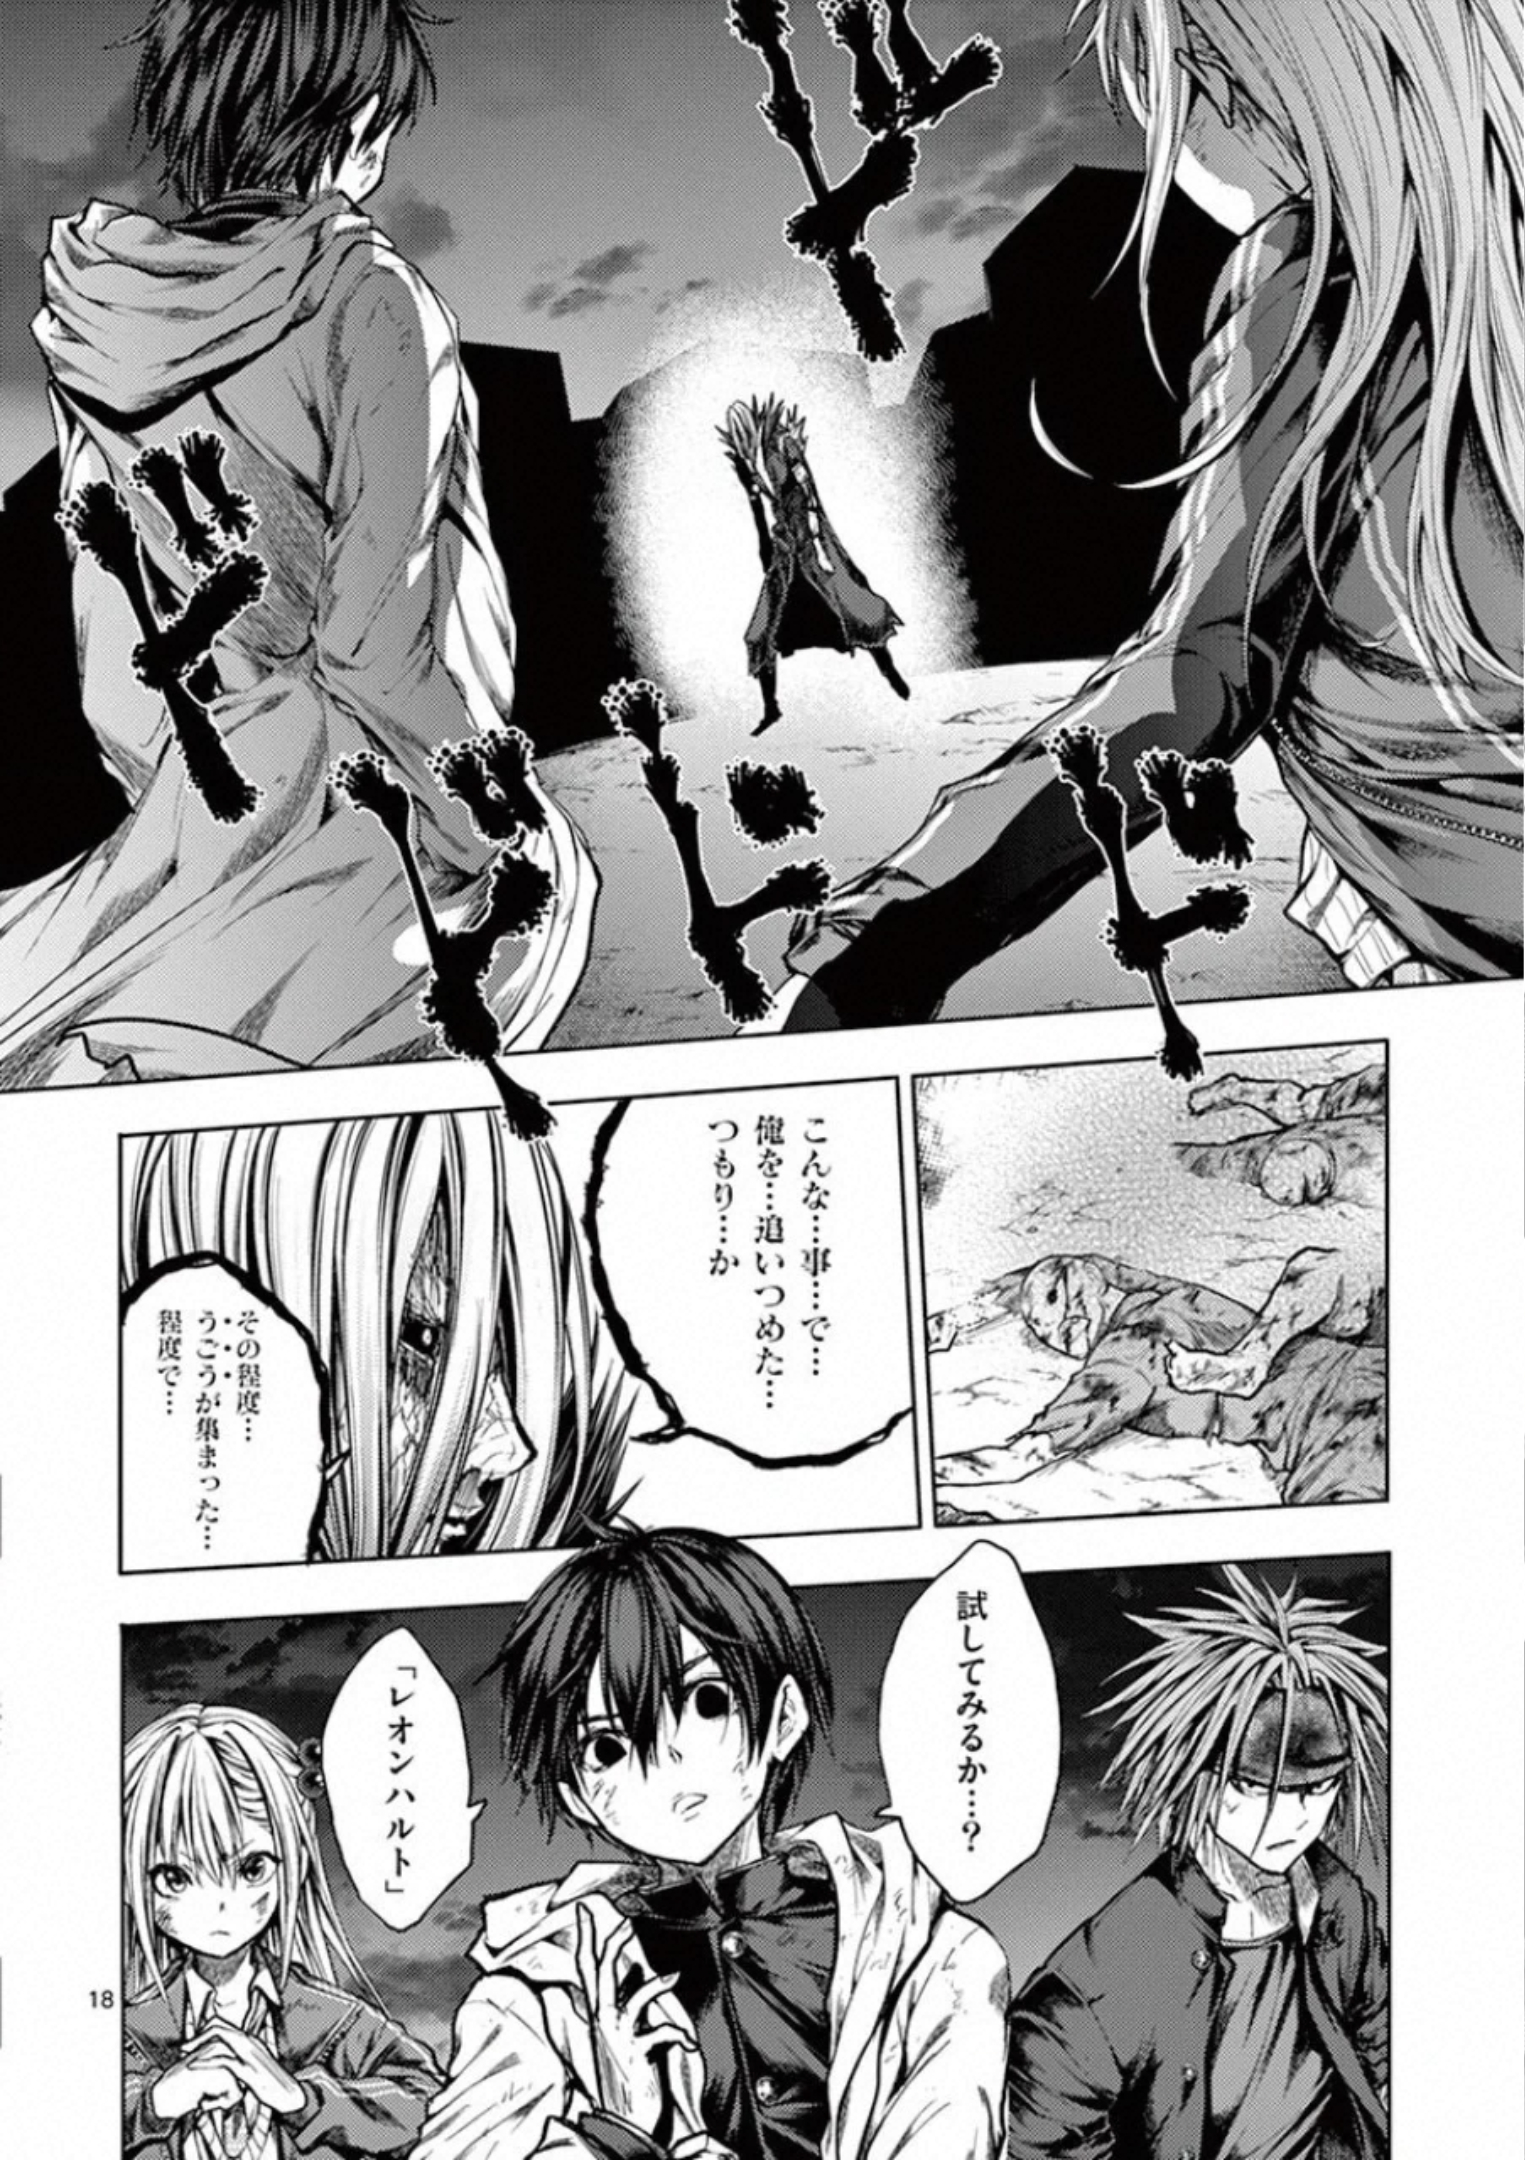 ド
ド
ド
ド
ド
こんな…事…で…
俺を…追いつめた…
つもり…か
その程度…
うごうが集まった…
程度で…
試してみるか…?
「レオンハルト」
18